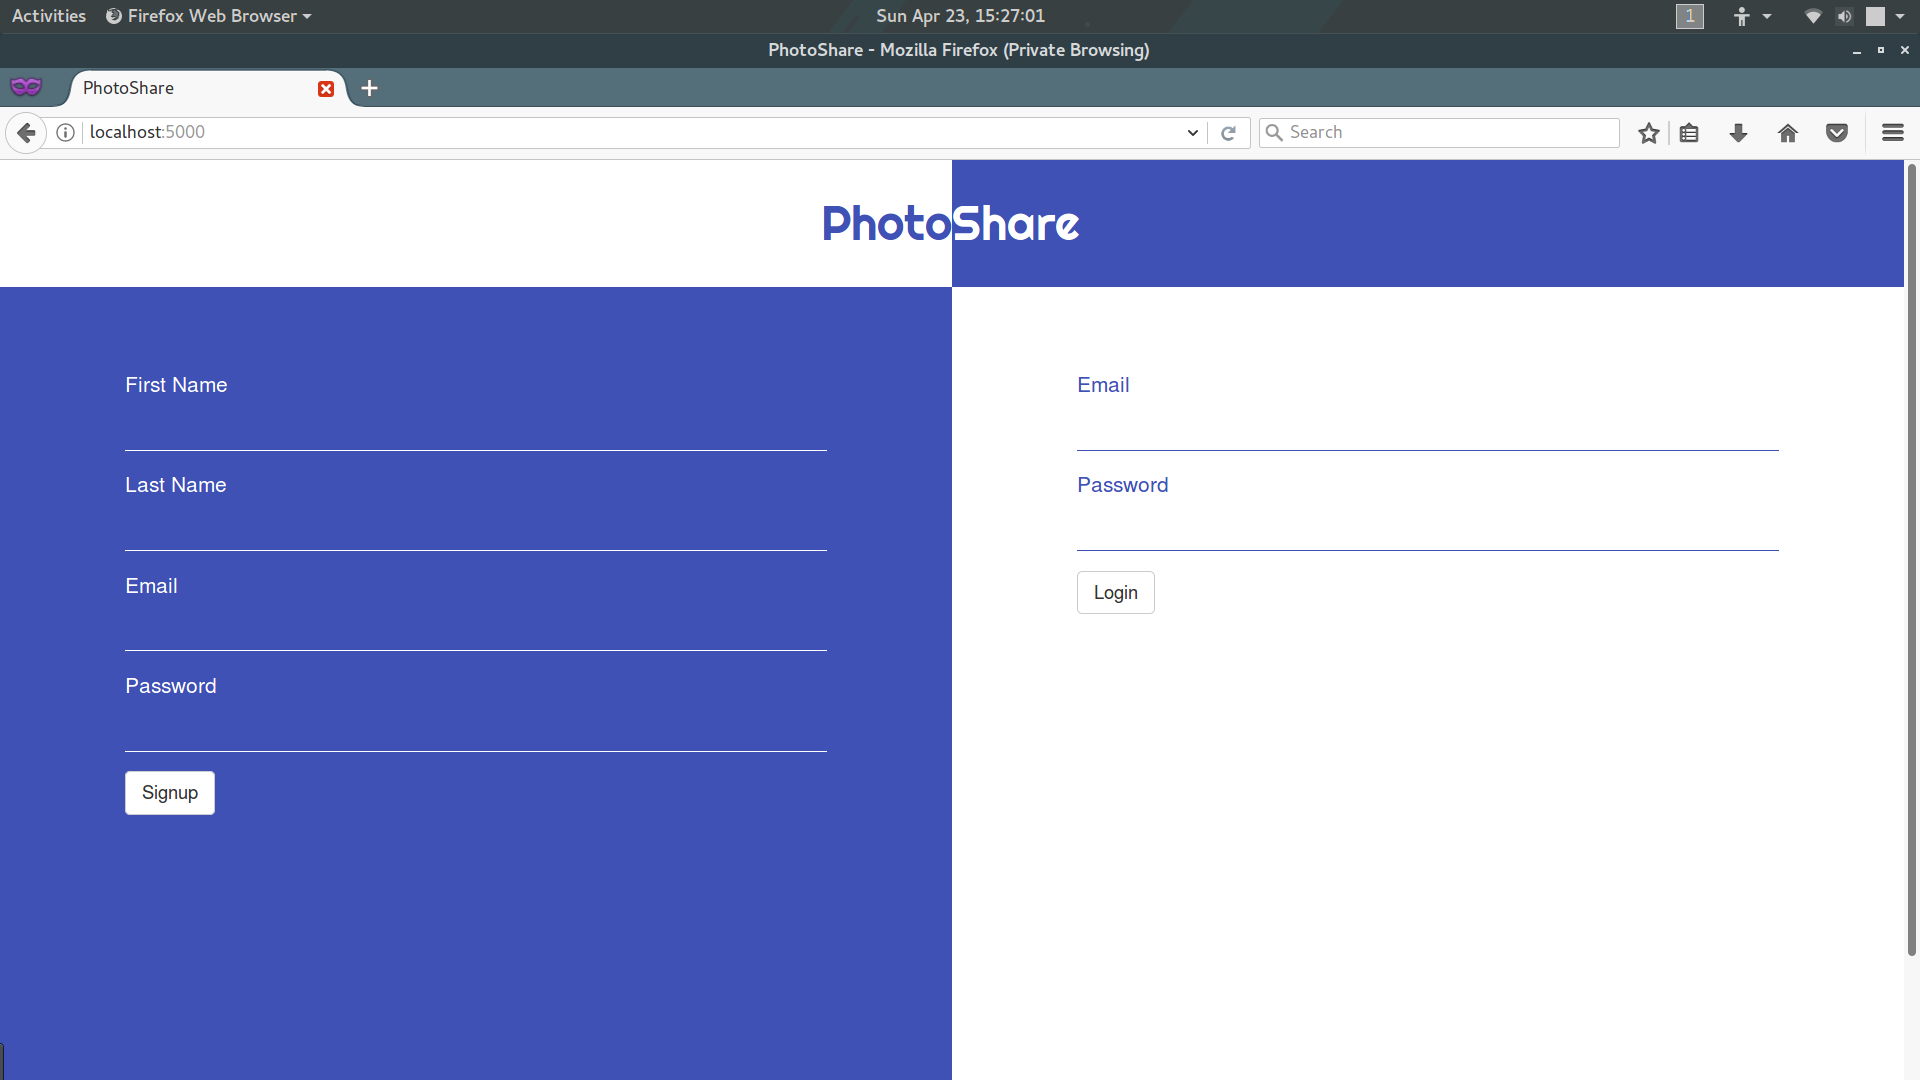 Activities Firefox Web Browser Sun Apr 23, 15:27:01 1
PhotoShare - Mozilla Firefox (Private Browsing)
PhotoShare
localhost:5000 Search
PhotoShare
First Name
Last Name
Email
Password
Signup
Email
Password
Login